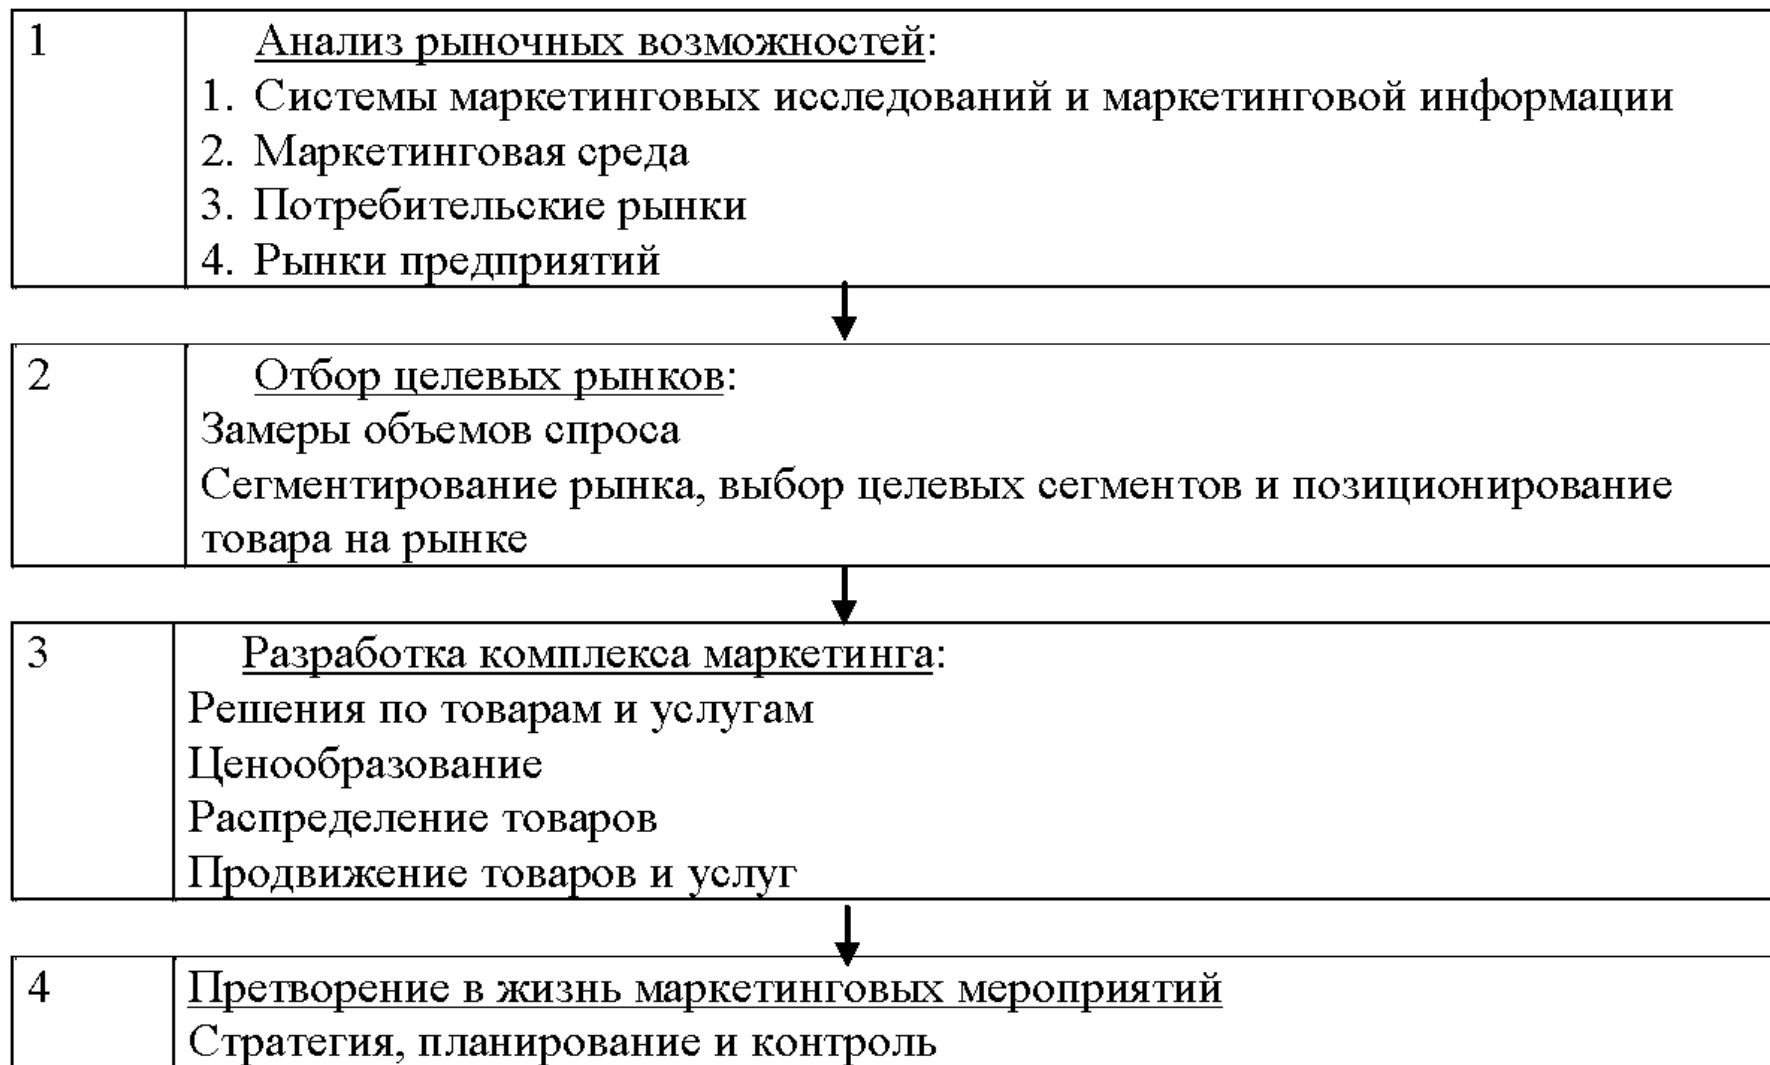 1
Анализ рыночных возможностей:
1. Системы маркетинговых исследований и маркетинговой информации
2. Маркетинговая среда
3. Потребительские рынки
4. Рынки предприятий
2
Отбор целевых рынков:
Замеры объемов спроса
Сегментирование рынка, выбор целевых сегментов и позиционирование
товара на рынке
3
Разработка комплекса маркетинга:
Решения по товарам и услугам
Ценообразование
Распределение товаров
Продвижение товаров и услуг
4
Претворение в жизнь маркетинговых мероприятий
Стратегия, планирование и контроль